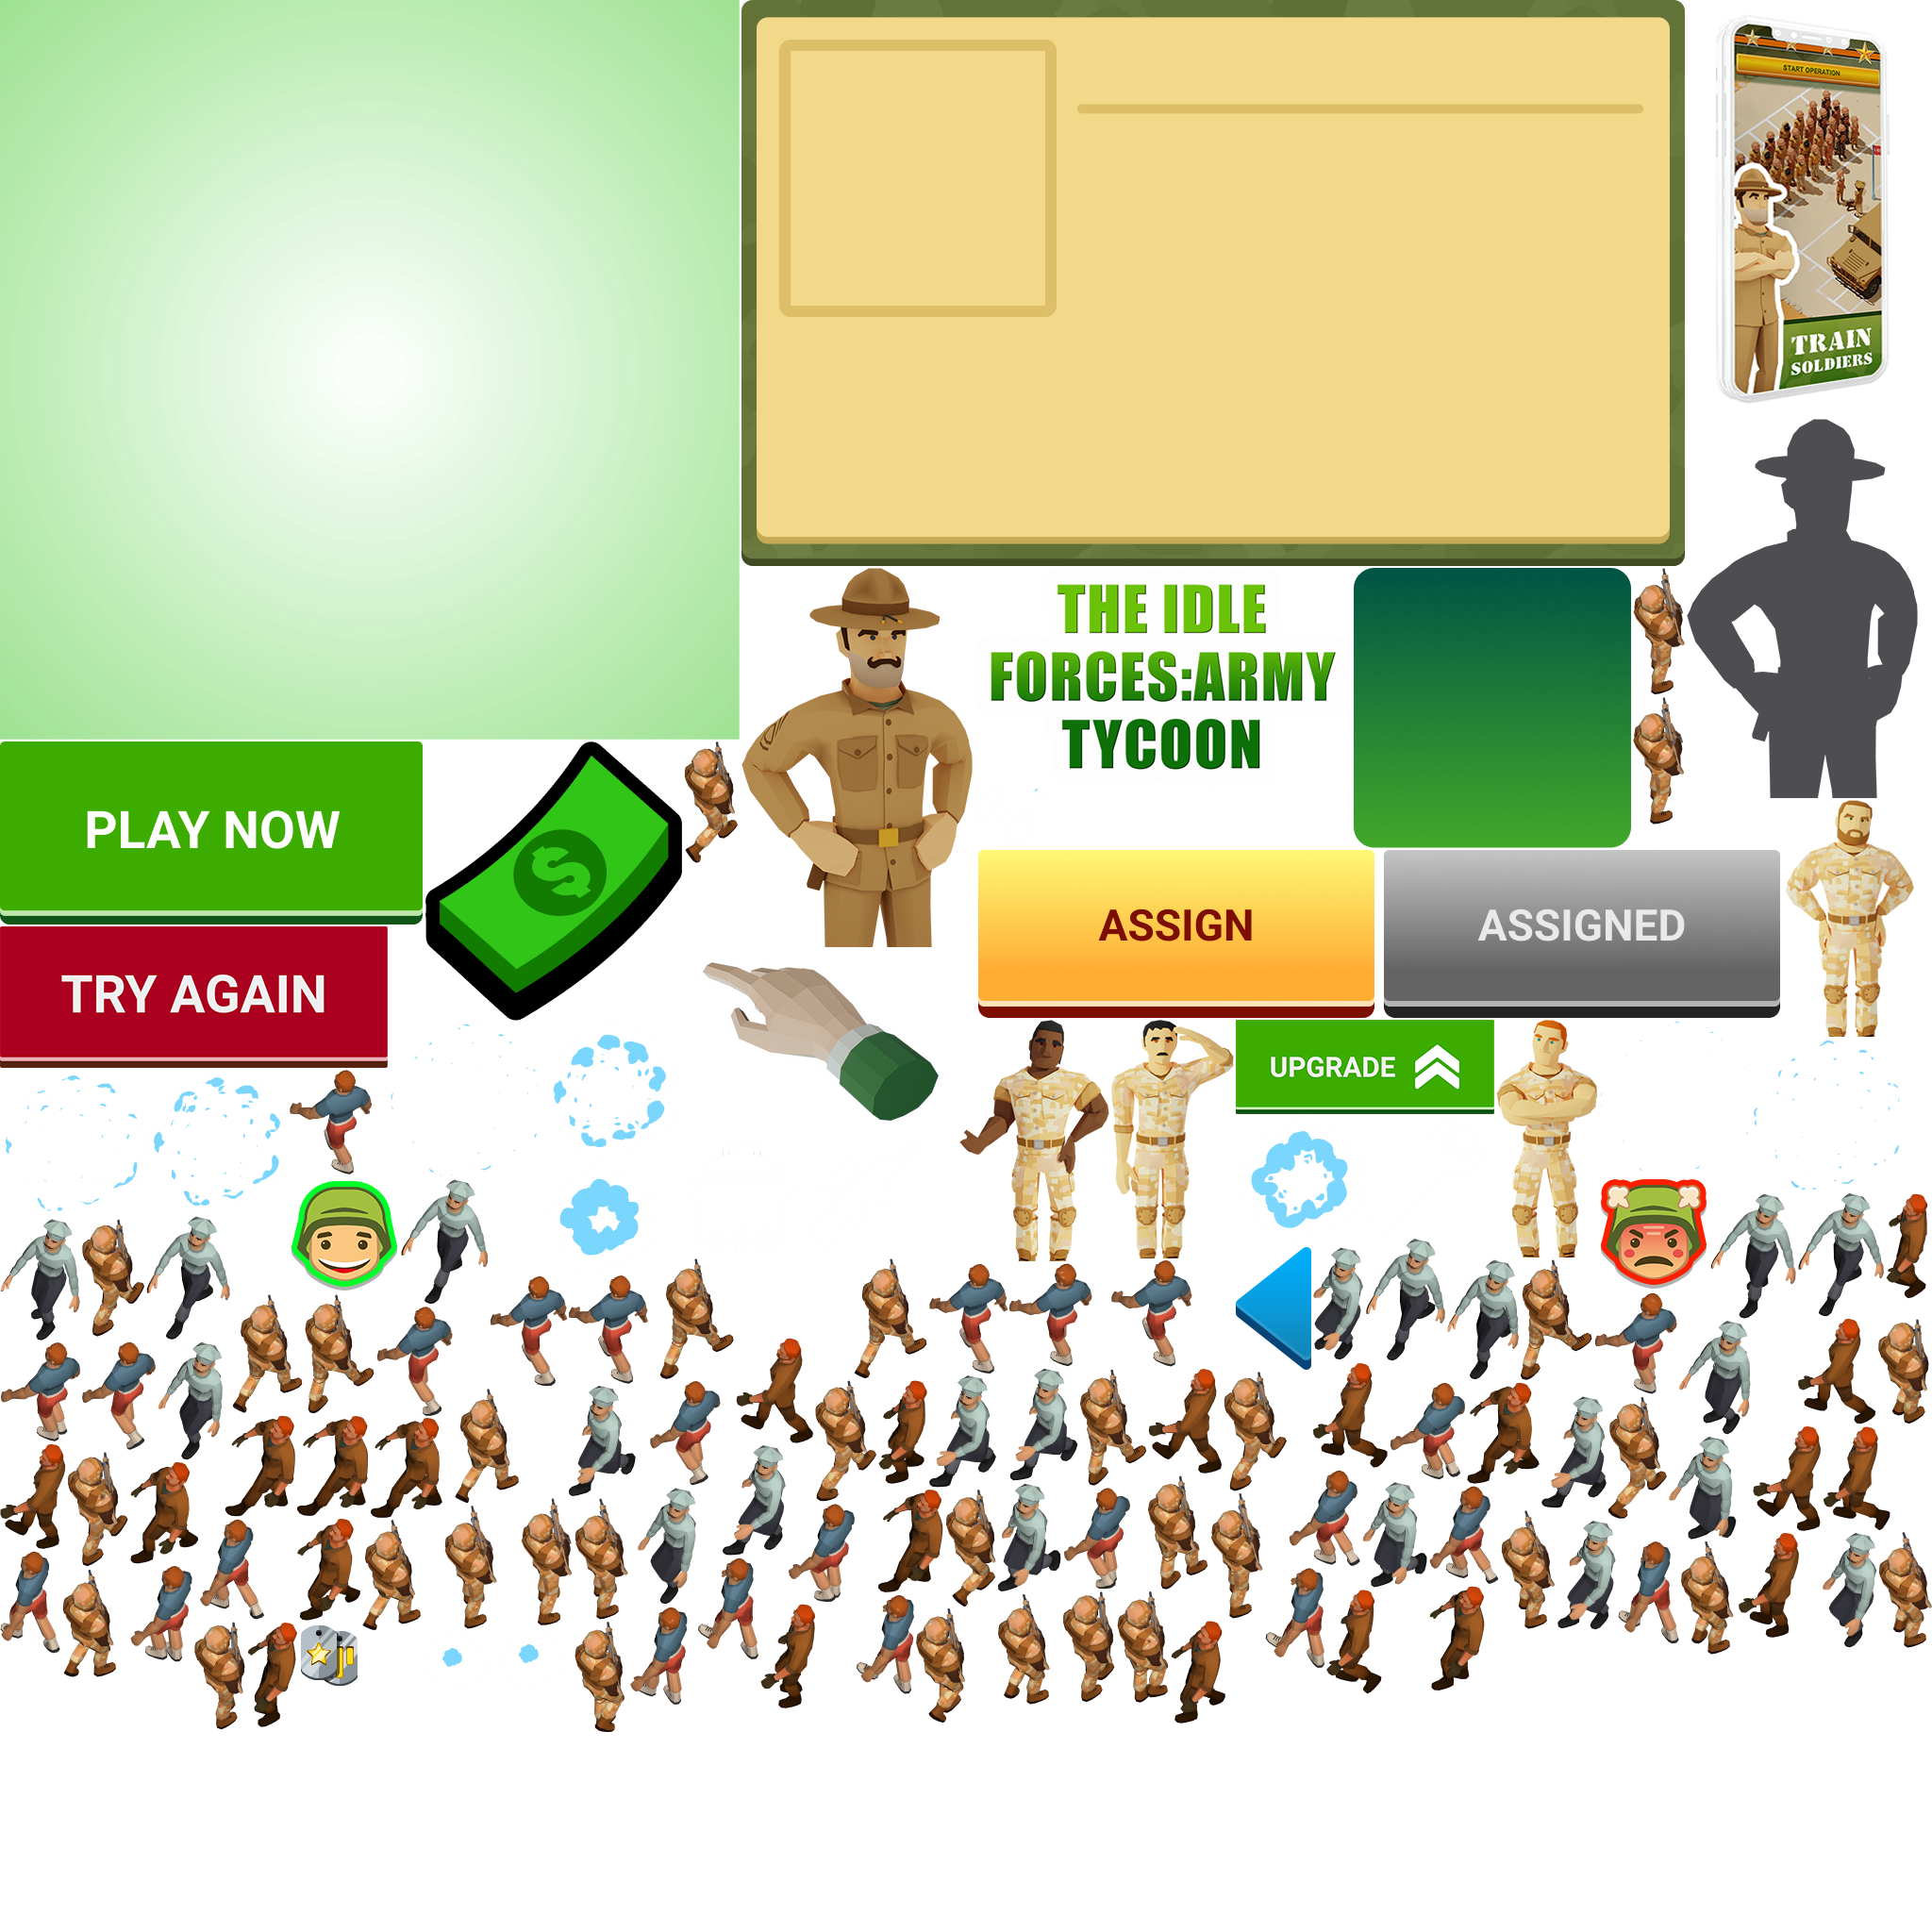 START OPERATION
TRAIN
SOLDIERS
THE IDLE
FORCES:ARMY
TYCOON
PLAY NOW
$
ASSIGN
ASSIGNED
TRY AGAIN
UPGRADE